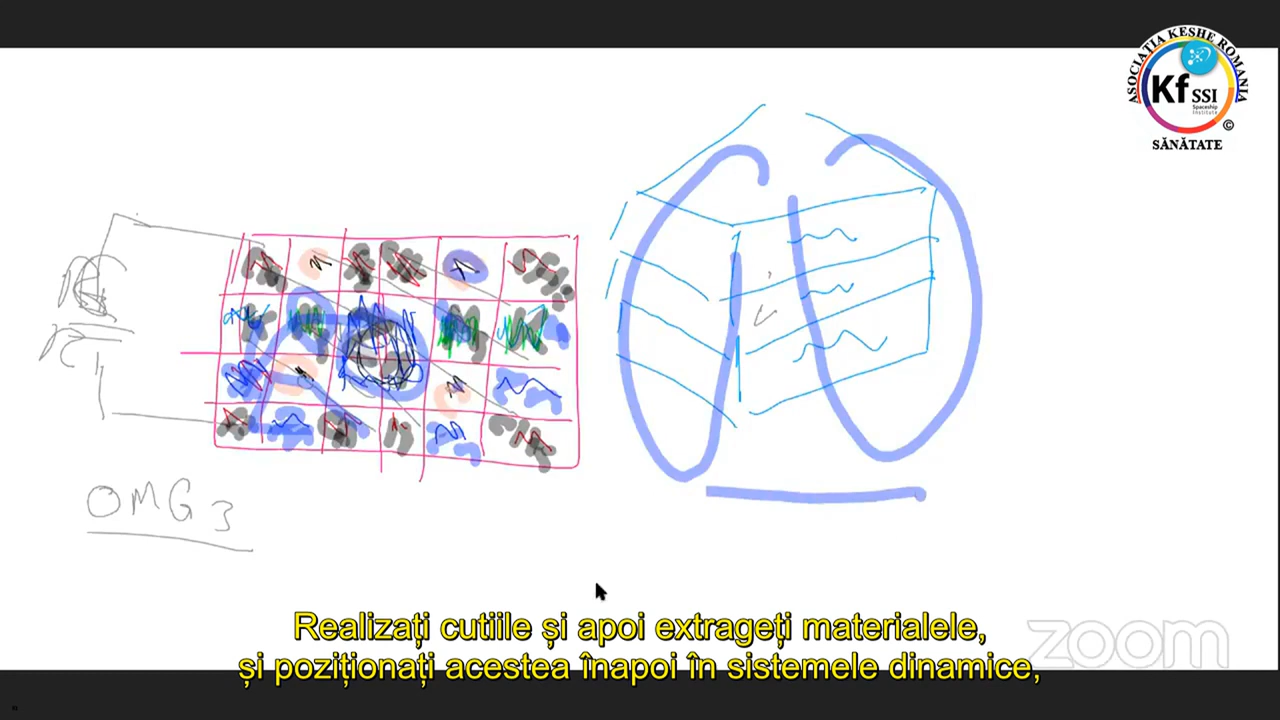 ASOCIAȚIA KESHE ROMANIA
Kf SSI
Spaceship
Institute
©
SĂNĂTATE
OMG 3
Realizați cutiile și apoi extrageți materialele,
și poziționați acestea înapoi în sistemele dinamice,
zoom